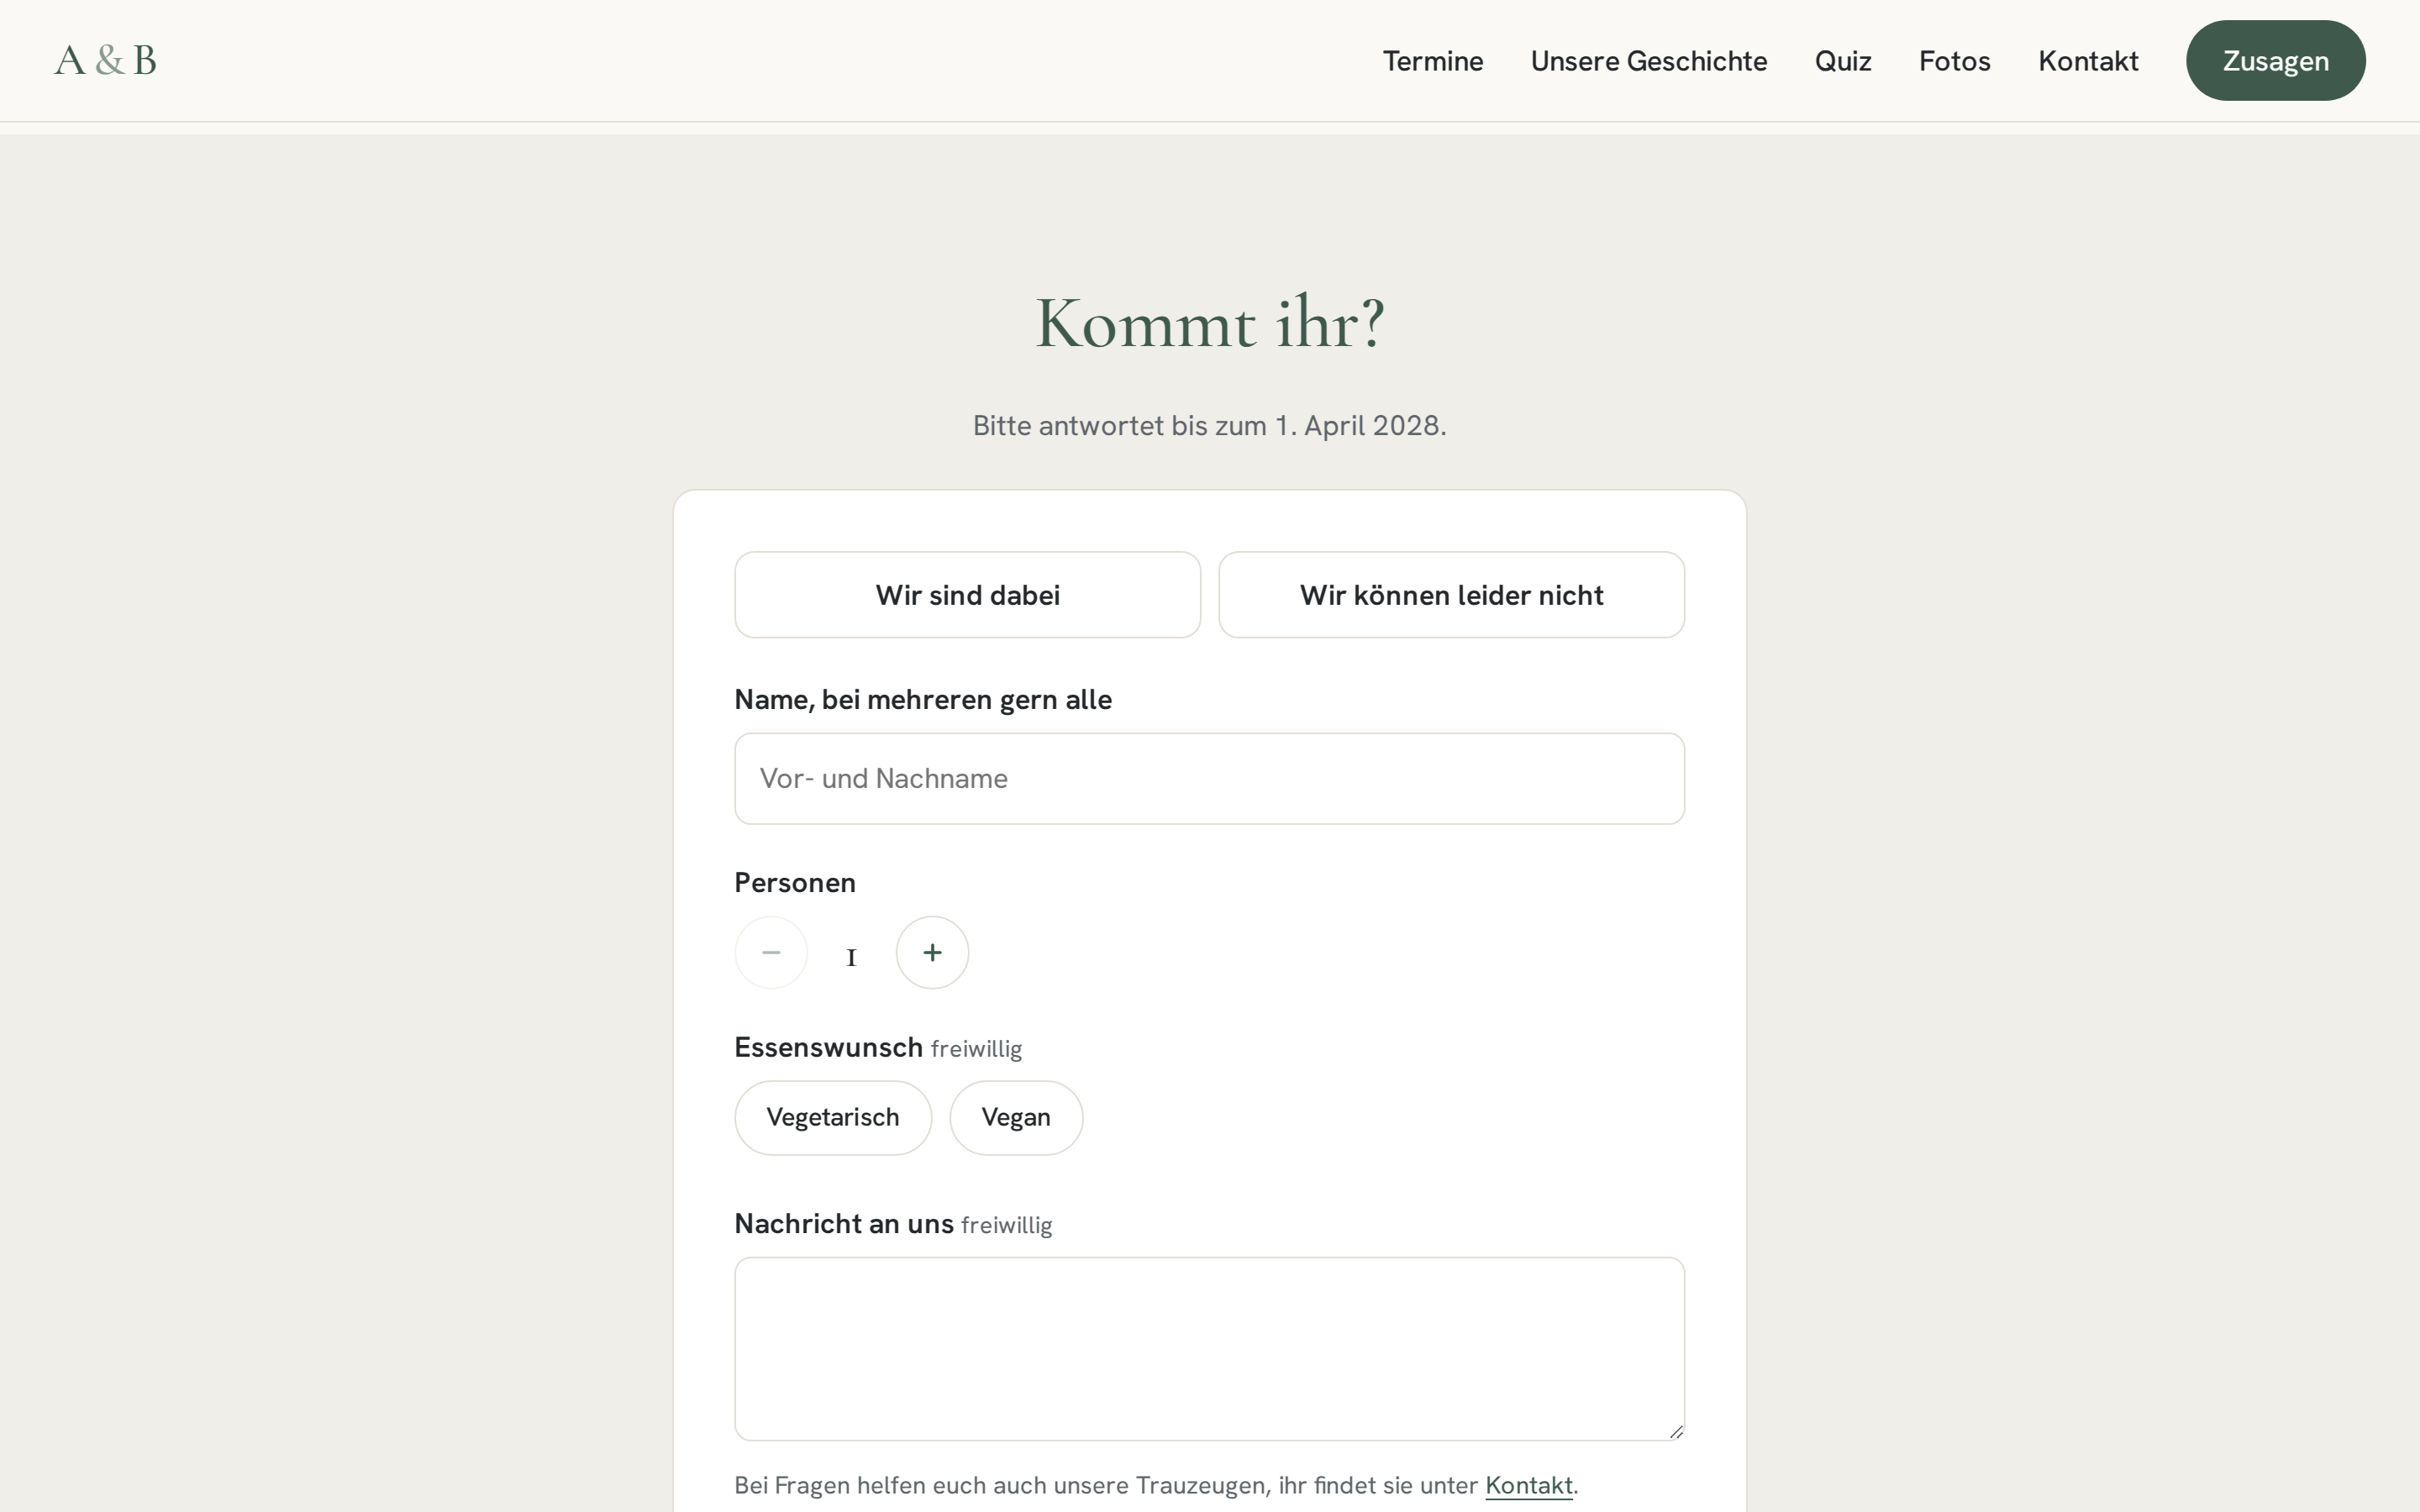 A & B
Termine Unsere Geschichte Quiz Fotos Kontakt Zusagen
Kommt ihr?
Bitte antwortet bis zum 1. April 2028.
Wir sind dabei Wir können leider nicht
Name, bei mehreren gern alle
Vor- und Nachname
Personen
− 1 +
Essenswunsch freiwillig
Vegetarisch Vegan
Nachricht an uns freiwillig
Bei Fragen helfen euch auch unsere Trauzeugen, ihr findet sie unter Kontakt.